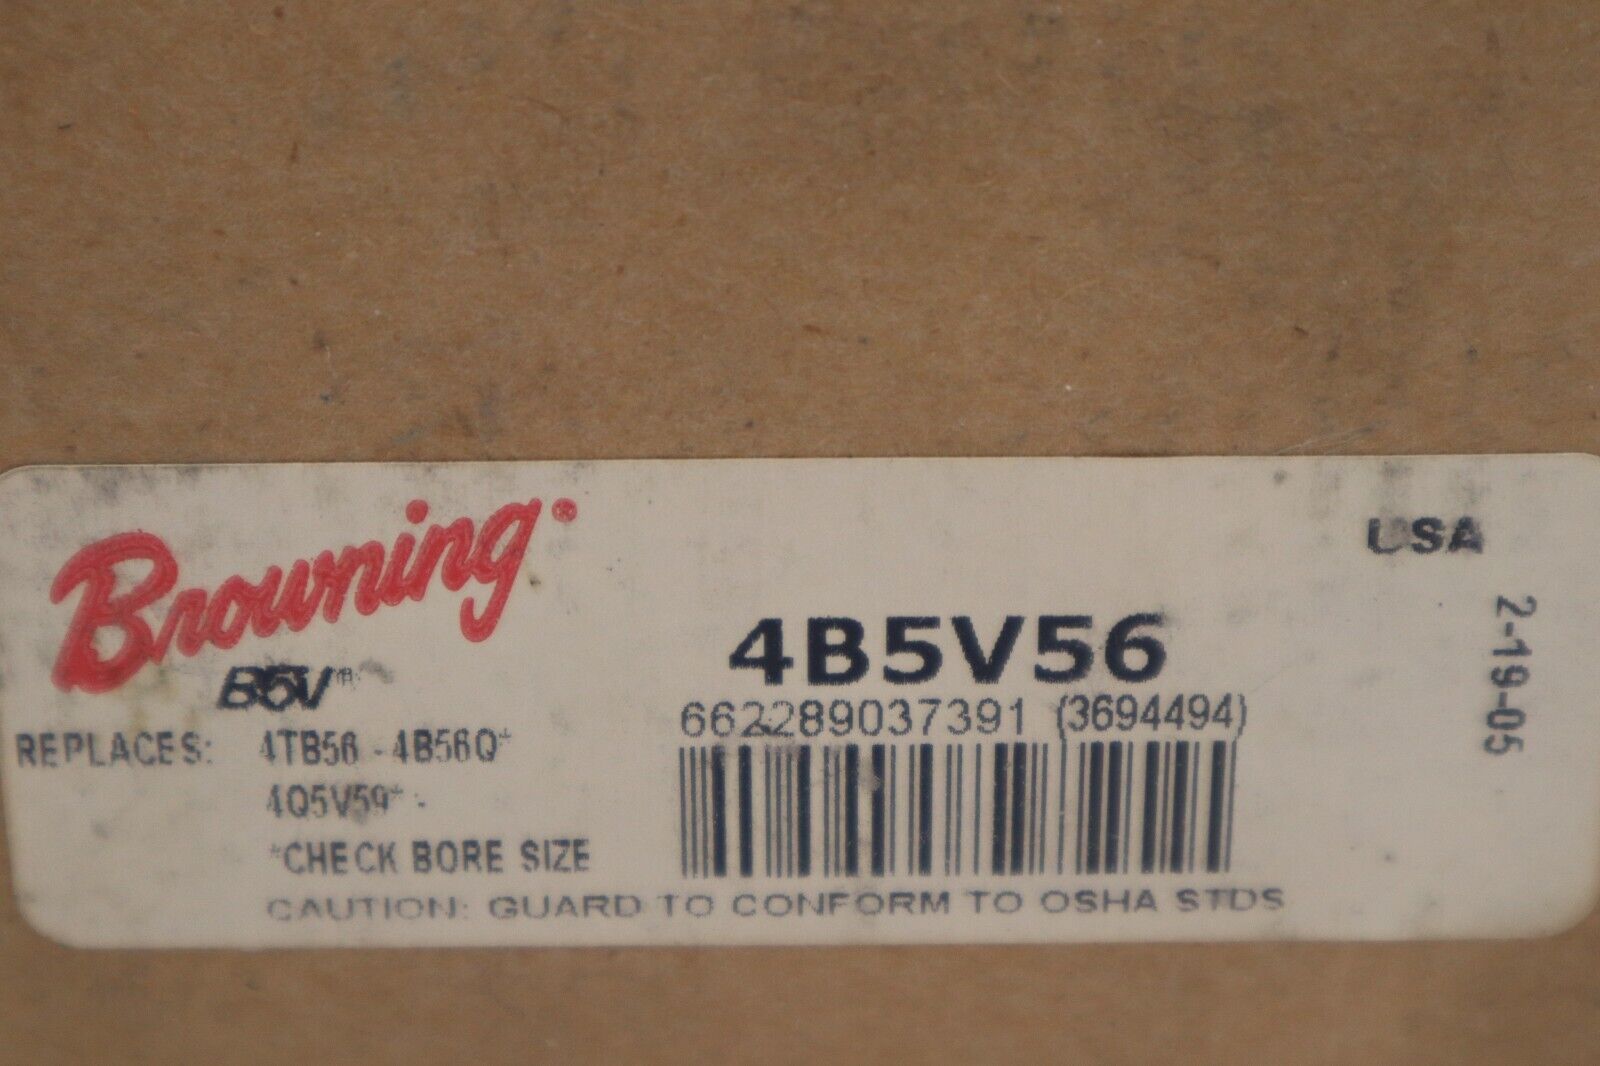 Browning®
B5V™
USA
4B5V56
662289037391 (3694494)
2-19-05
REPLACES: 4TB56 - 4B56Q*
4Q5V59* -
*CHECK BORE SIZE
CAUTION: GUARD TO CONFORM TO OSHA STDS